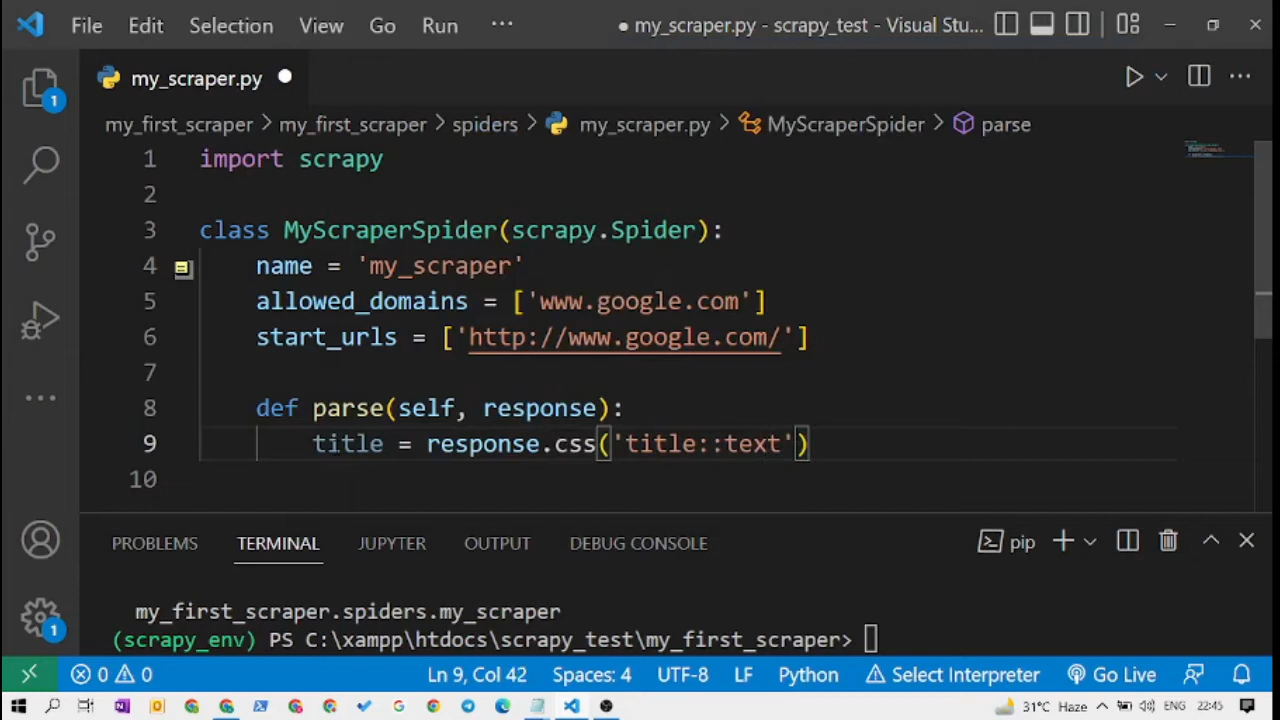 File Edit Selection View Go Run ··· ● my_scraper.py - scrapy_test - Visual Stu...
my_scraper.py
my_first_scraper > my_first_scraper > spiders > my_scraper.py > MyScraperSpider > parse
1 import scrapy
2
3 class MyScraperSpider(scrapy.Spider):
4 name = 'my_scraper'
5 allowed_domains = ['www.google.com']
6 start_urls = ['http://www.google.com/']
7
8 def parse(self, response):
9 title = response.css('title::text')
10
PROBLEMS TERMINAL JUPYTER OUTPUT DEBUG CONSOLE pip
my_first_scraper.spiders.my_scraper
(scrapy_env) PS C:\xampp\htdocs\scrapy_test\my_first_scraper>
0 0 Ln 9, Col 42 Spaces: 4 UTF-8 LF Python Select Interpreter Go Live
31°C Haze ENG 22:45
1
1